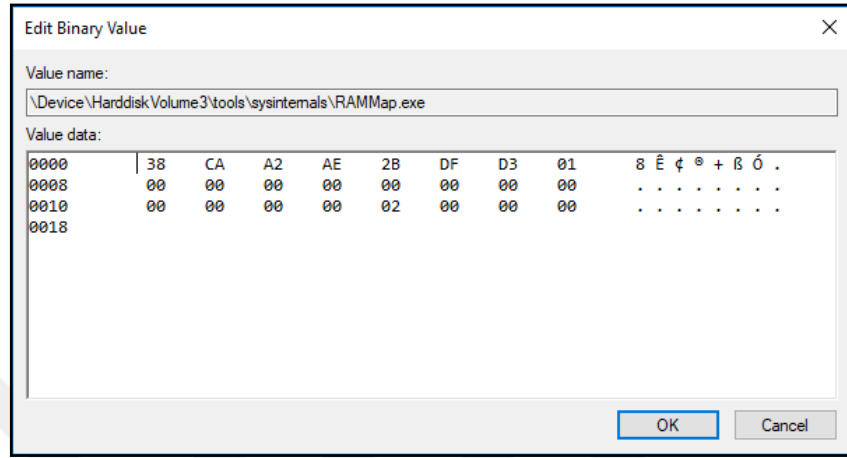 Edit Binary Value
Value name:
\Device\HarddiskVolume3\tools\sysinternals\RAMMap.exe
Value data:
0000 38 CA A2 AE 2B DF D3 01 8 Ê ¢ ® + ß Ó .
0008 00 00 00 00 00 00 00 00 . . . . . . . .
0010 00 00 00 00 02 00 00 00 . . . . . . . .
0018
OK Cancel